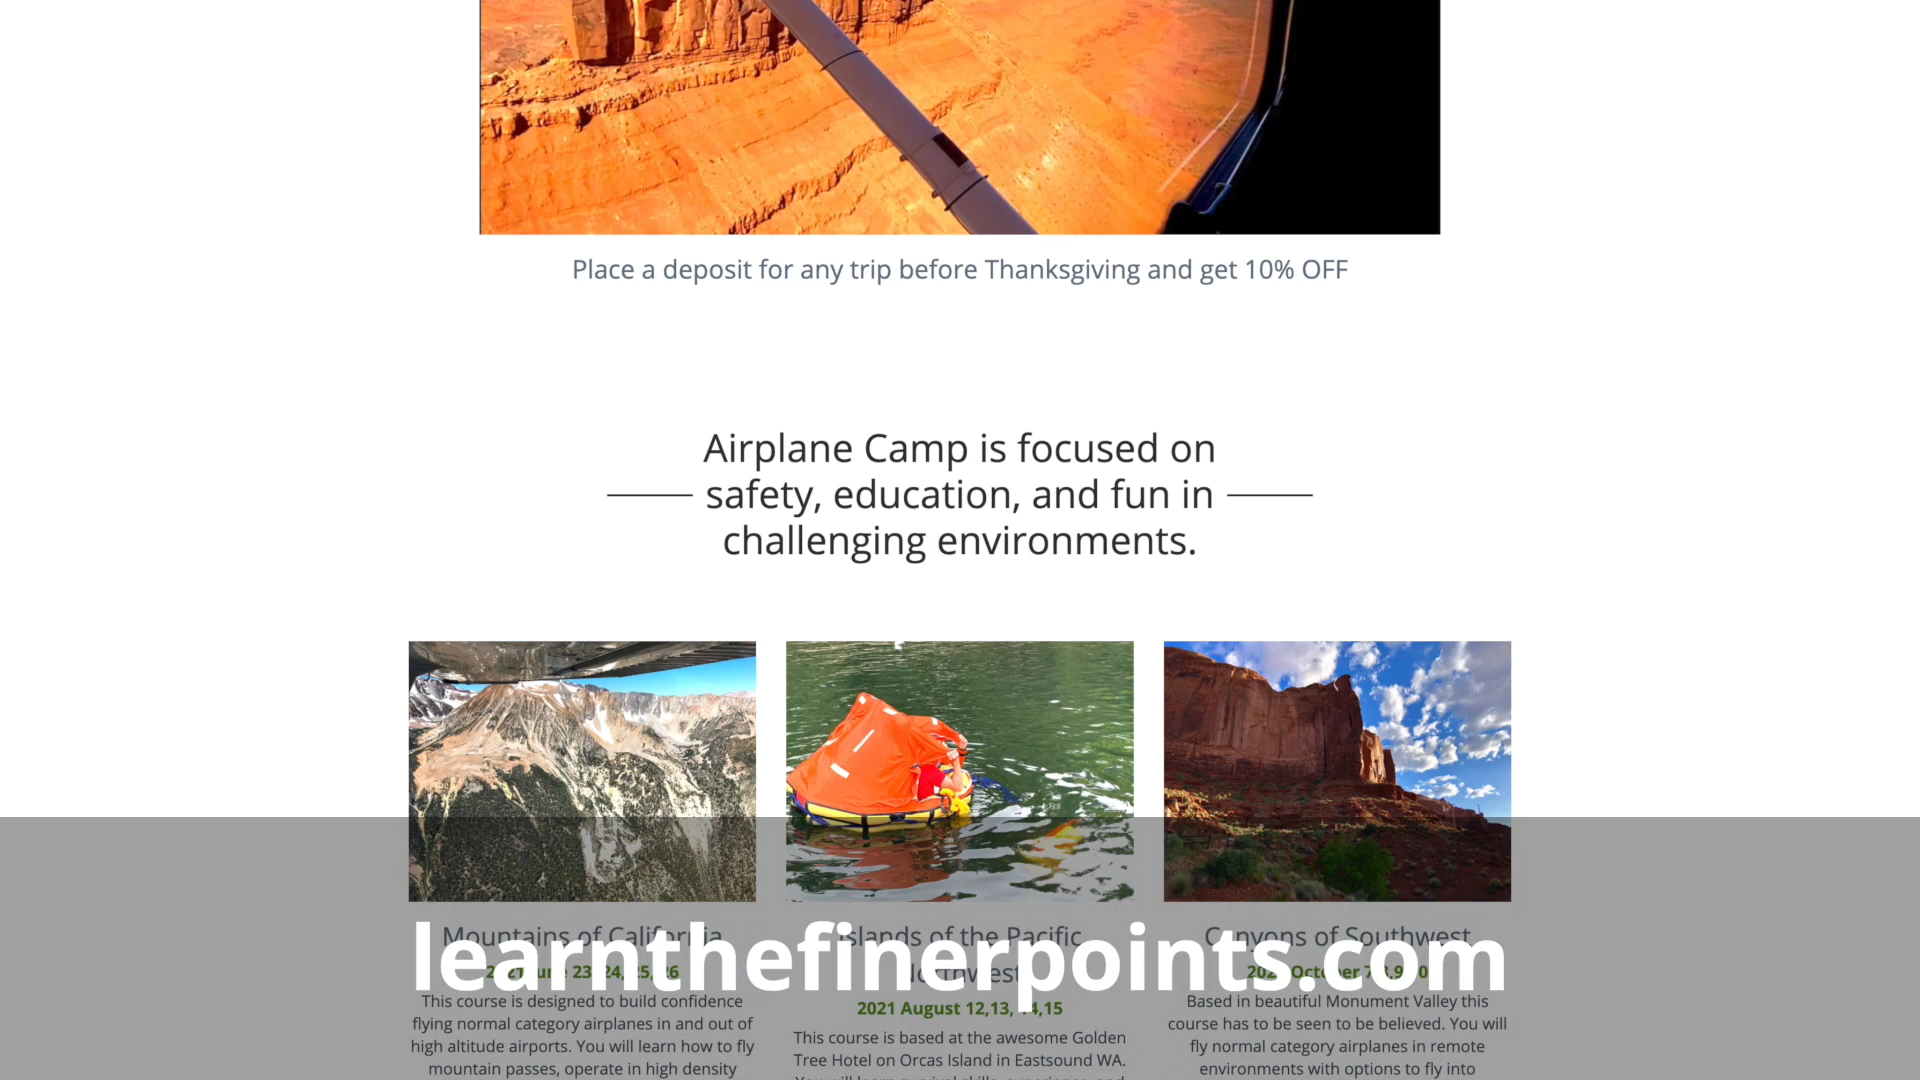 Place a deposit for any trip before Thanksgiving and get 10% OFF
Airplane Camp is focused on
safety, education, and fun in
challenging environments.
Mountains of California
Islands of the Pacific
Northwest
Canyons of Southwest
learnthefinerpoints.com
2021 June 23, 24, 25, 26
2021 August 12,13, 14,15
This course is designed to build confidence
flying normal category airplanes in and out of
high altitude airports. You will learn how to fly
mountain passes, operate in high density
This course is based at the awesome Golden
Tree Hotel on Orcas Island in Eastsound WA.
Based in beautiful Monument Valley this
course has to be seen to be believed. You will
fly normal category airplanes in remote
environments with options to fly into